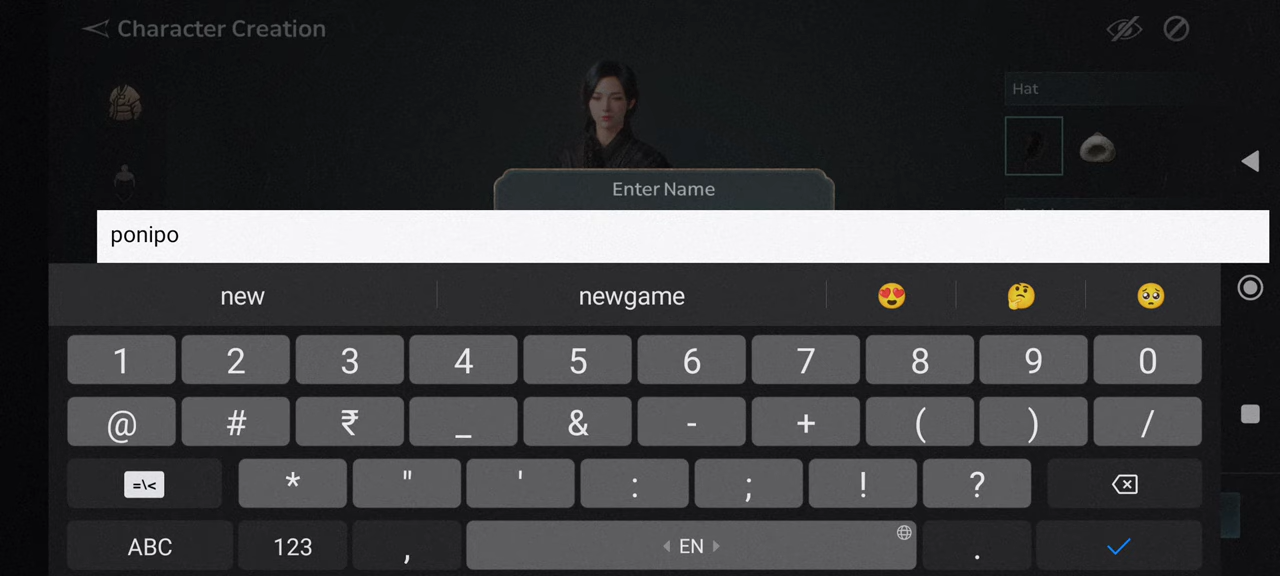 Character Creation
Hat
Enter Name
ponipo
new newgame
1 2 3 4 5 6 7 8 9 0
@ # ₹ _ & - + ( ) /
=\< * " ' : ; ! ?
ABC 123 , EN .